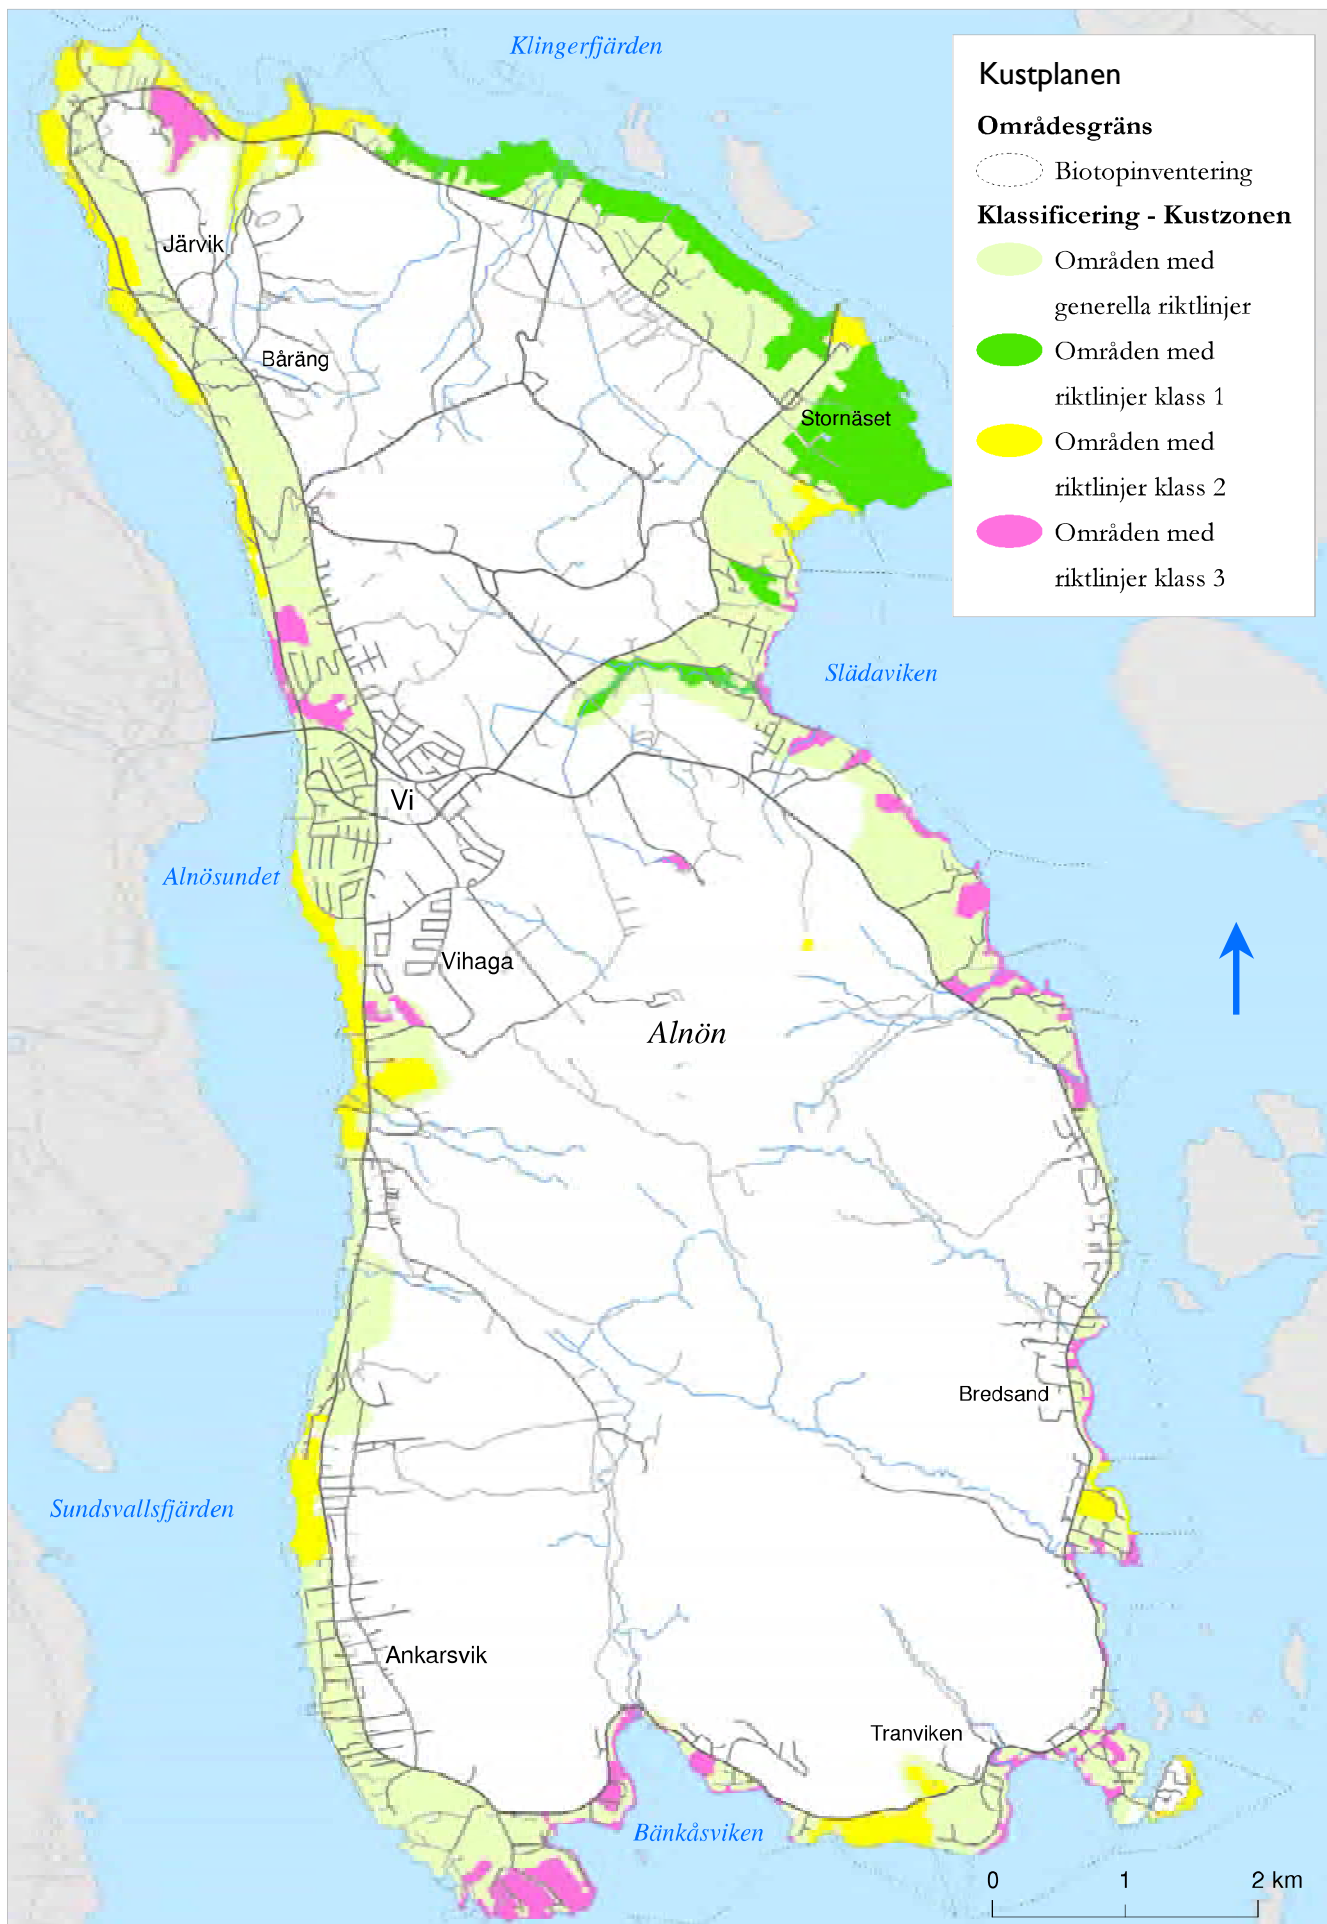 Klingerfjärden
Kustplanen
Områdesgräns
Biotopinventering
Klassificering - Kustzonen
Områden med
generella riktlinjer
Områden med
riktlinjer klass 1
Områden med
riktlinjer klass 2
Områden med
riktlinjer klass 3
Järvik
Båräng
Stornäset
Slädaviken
Vi
Alnösundet
Vihaga
Alnön
Bredsand
Sundsvallsfjärden
Ankarsvik
Tranviken
Bänkåsviken
0 1 2 km